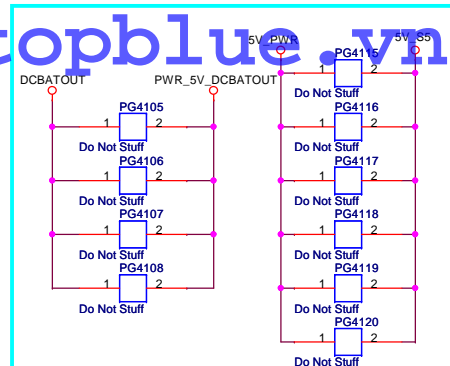 topblue.vn
5V_PWR 5V_S5
DCBATOUT PWR_5V_DCBATOUT
PG4105
1 2
Do Not Stuff
PG4106
1 2
Do Not Stuff
PG4107
1 2
Do Not Stuff
PG4108
1 2
Do Not Stuff
PG4115
1 2
Do Not Stuff
PG4116
1 2
Do Not Stuff
PG4117
1 2
Do Not Stuff
PG4118
1 2
Do Not Stuff
PG4119
1 2
Do Not Stuff
PG4120
1 2
Do Not Stuff